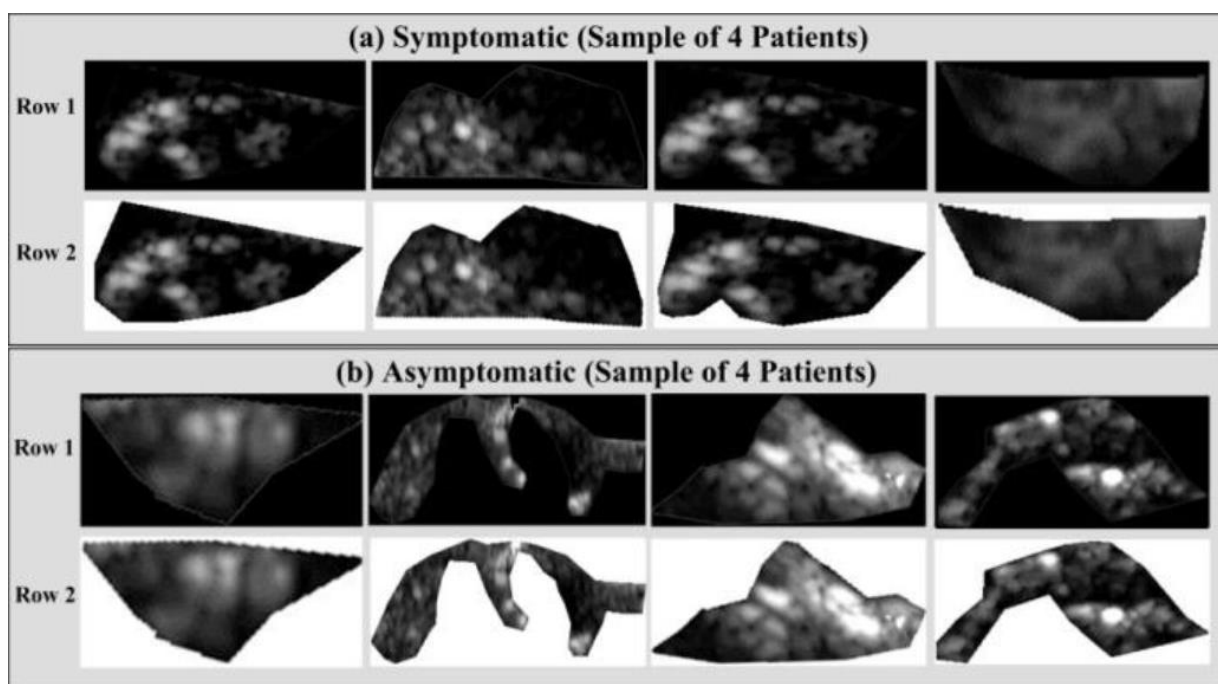 (a) Symptomatic (Sample of 4 Patients)
Row 1
Row 2
(b) Asymptomatic (Sample of 4 Patients)
Row 1
Row 2